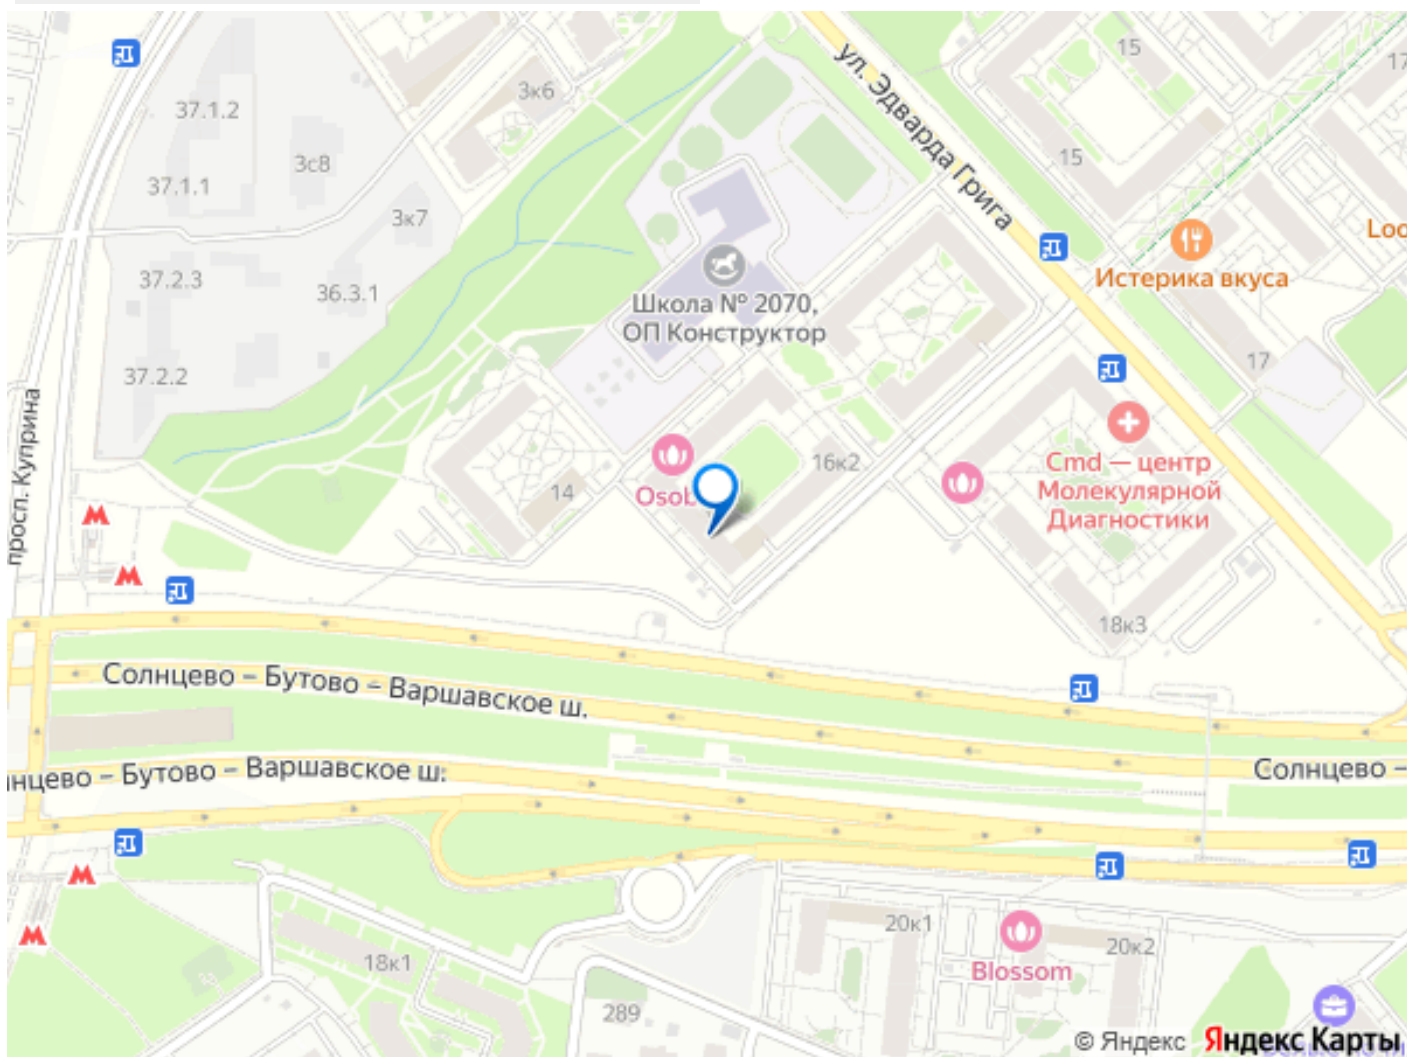 15
17
3к6
37.1.2
ул. Эдварда Грига
3с8
15
37.1.1
3к7
Loo
37.2.3
36.3.1
Истерика вкуса
Школа № 2070,
ОП Конструктор
37.2.2
17
просп. Куприна
16к2
Cmd — центр
Молекулярной
Диагностики
14
Osob
18к3
Солнцево – Бутово – Варшавское ш.
нцево – Бутово – Варшавское ш.
Солнцево –
20к1
20к2
18к1
Blossom
289
© Яндекс Яндекс Карты